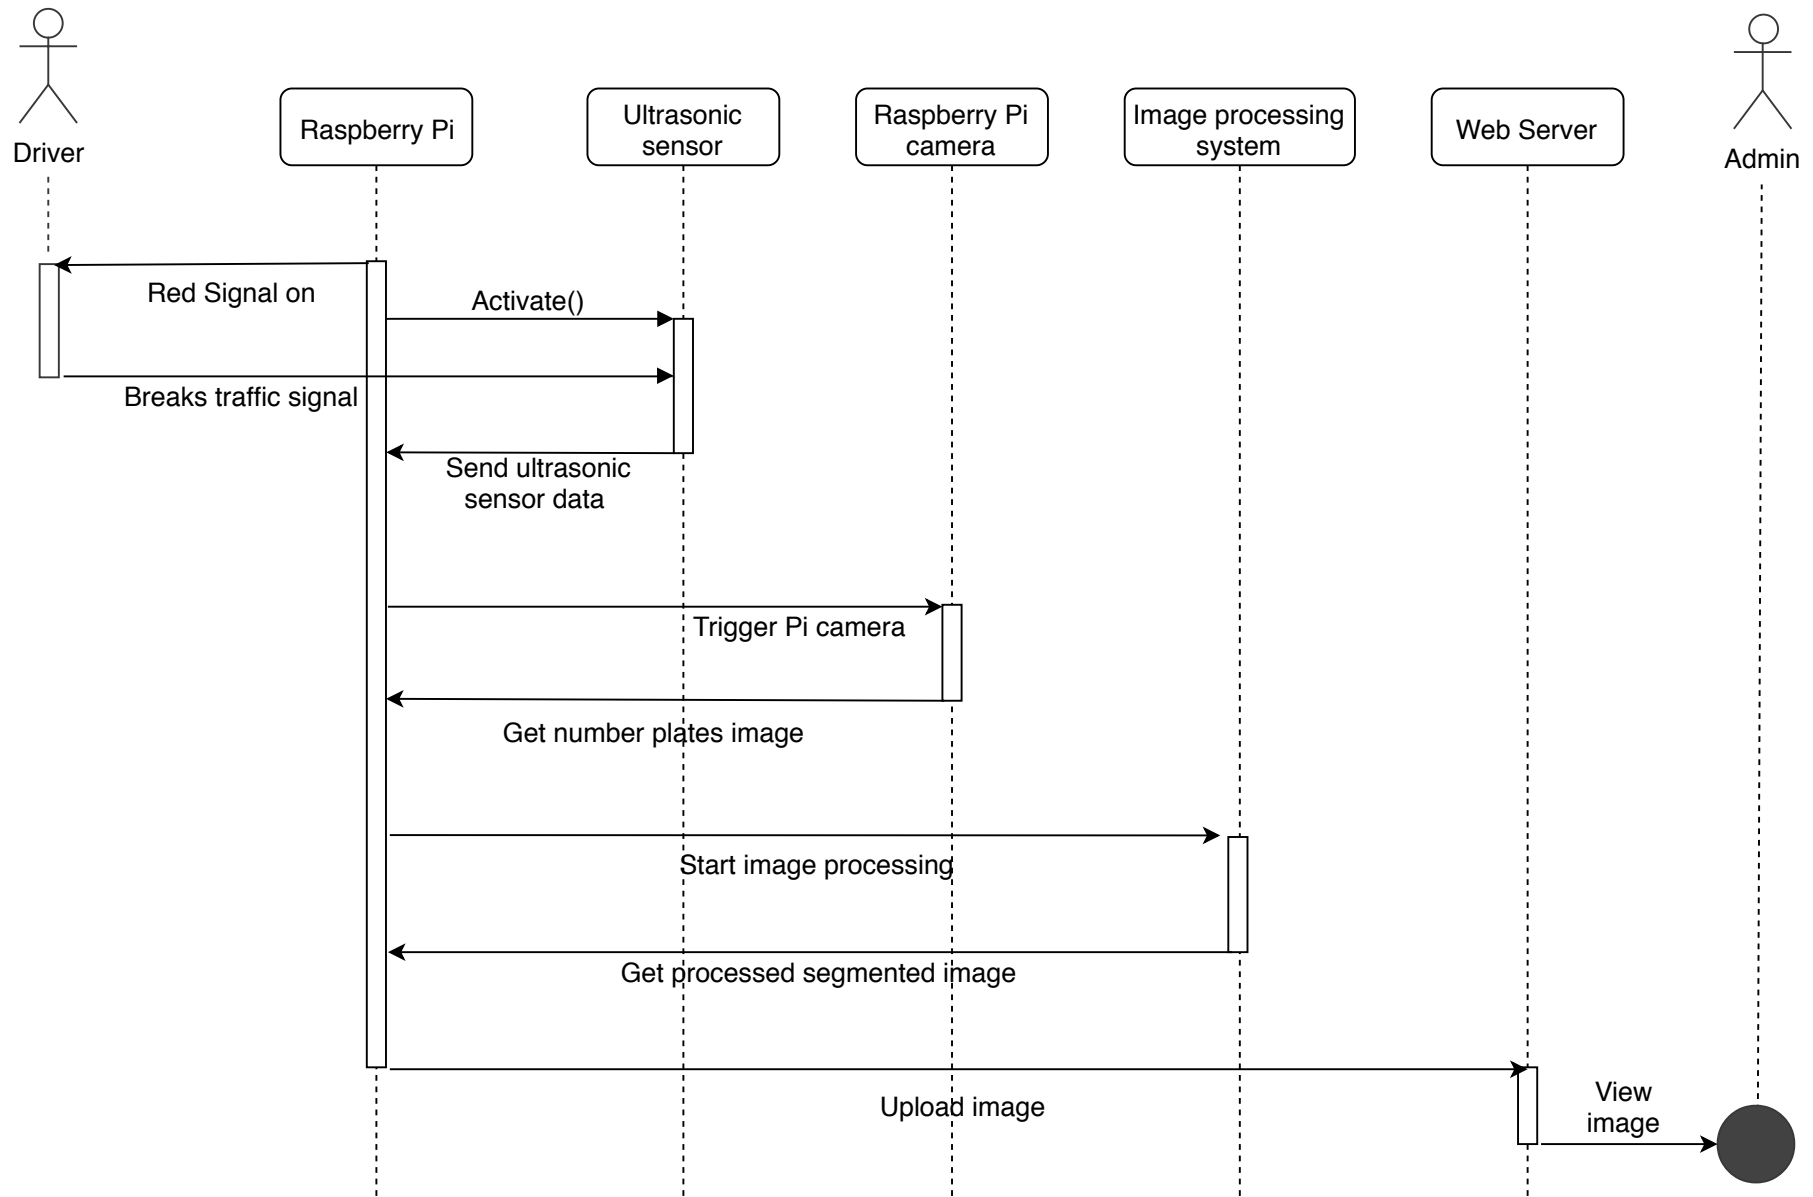 Driver
Raspberry Pi
Ultrasonic
sensor
Raspberry Pi
camera
Image processing
system
Web Server
Admin
Red Signal on
Activate()
Breaks traffic signal
Send ultrasonic
sensor data
Trigger Pi camera
Get number plates image
Start image processing
Get processed segmented image
Upload image
View
image